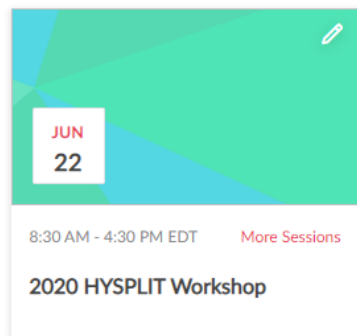 JUN
22
8:30 AM - 4:30 PM EDT More Sessions
2020 HYSPLIT Workshop